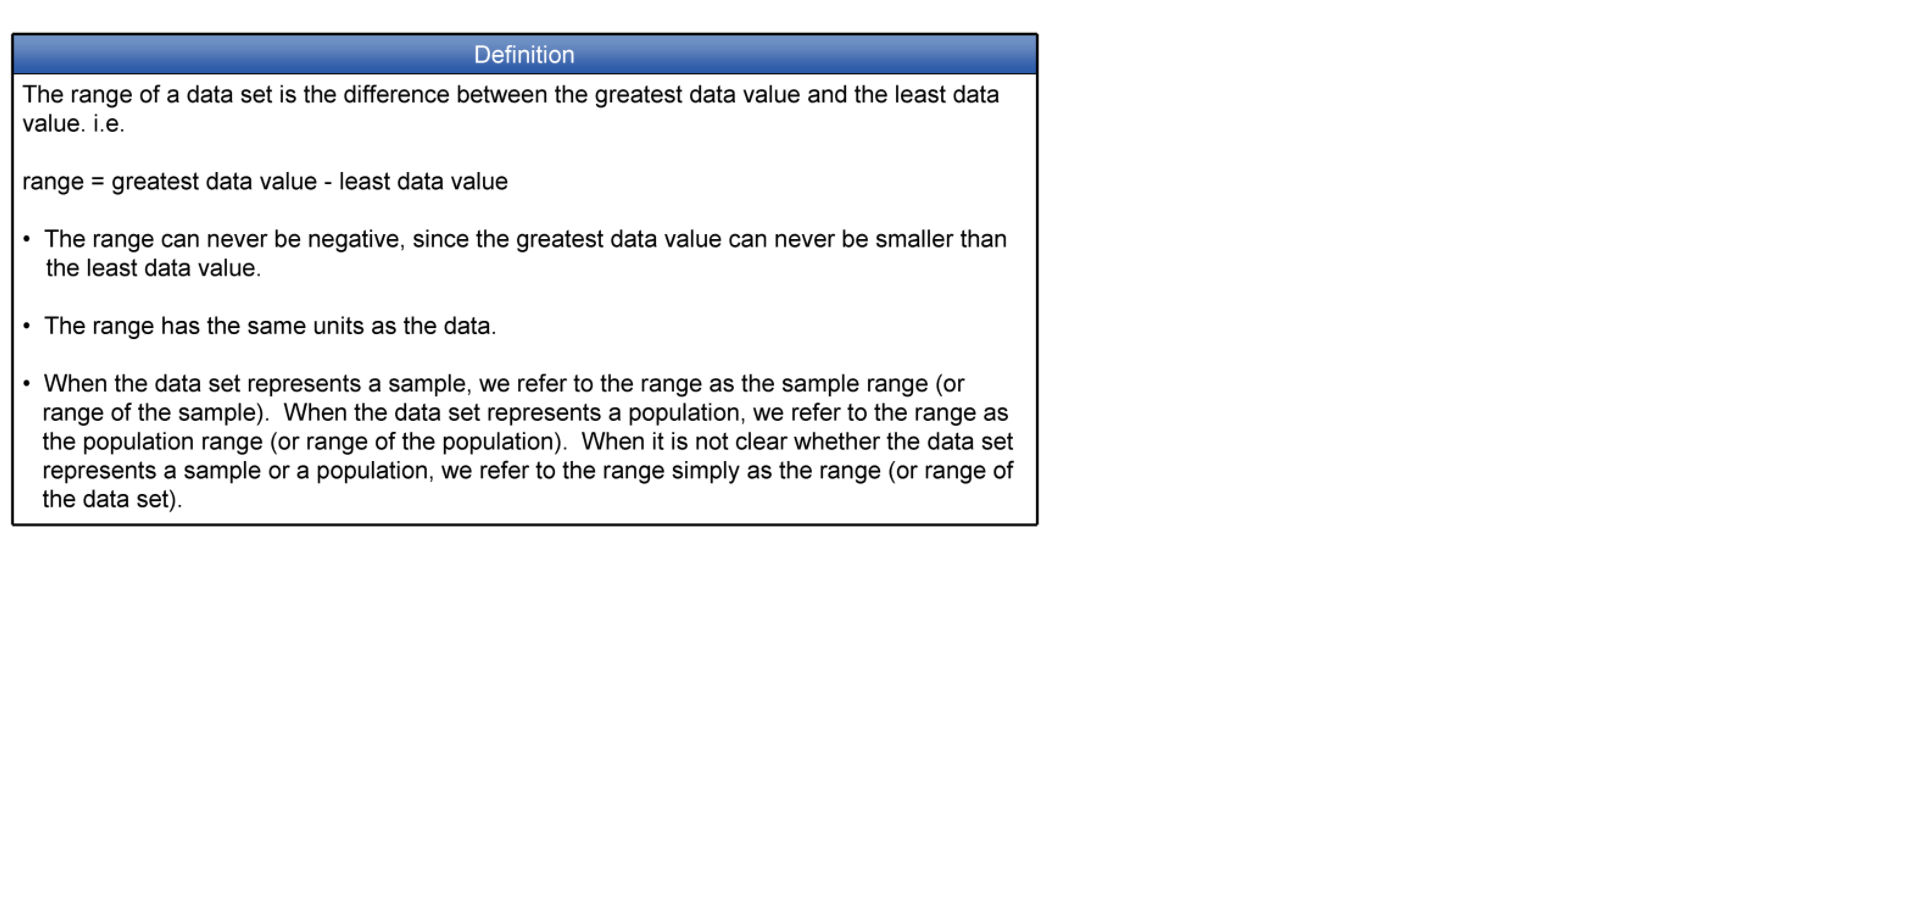 Definition
The range of a data set is the difference between the greatest data value and the least data
value. i.e.
range = greatest data value - least data value
• The range can never be negative, since the greatest data value can never be smaller than
the least data value.
• The range has the same units as the data.
• When the data set represents a sample, we refer to the range as the sample range (or
range of the sample).  When the data set represents a population, we refer to the range as
the population range (or range of the population).  When it is not clear whether the data set
represents a sample or a population, we refer to the range simply as the range (or range of
the data set).